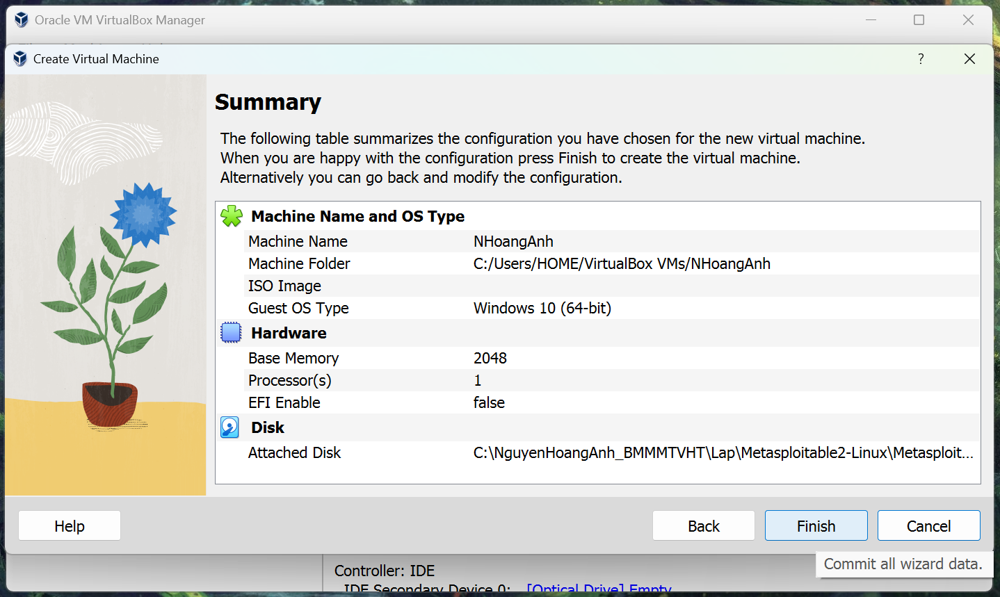 Oracle VM VirtualBox Manager
Create Virtual Machine
?
Summary
The following table summarizes the configuration you have chosen for the new virtual machine.
When you are happy with the configuration press Finish to create the virtual machine.
Alternatively you can go back and modify the configuration.
Machine Name and OS Type
Machine Name NHoangAnh
Machine Folder C:/Users/HOME/VirtualBox VMs/NHoangAnh
ISO Image
Guest OS Type Windows 10 (64-bit)
Hardware
Base Memory 2048
Processor(s) 1
EFI Enable false
Disk
Attached Disk C:\NguyenHoangAnh_BMMMTVHT\Lap\Metasploitable2-Linux\Metasploit...
Help Back Finish Cancel
Commit all wizard data.
Controller: IDE
IDE Secondary Device 0: [Optical Drive] Empty